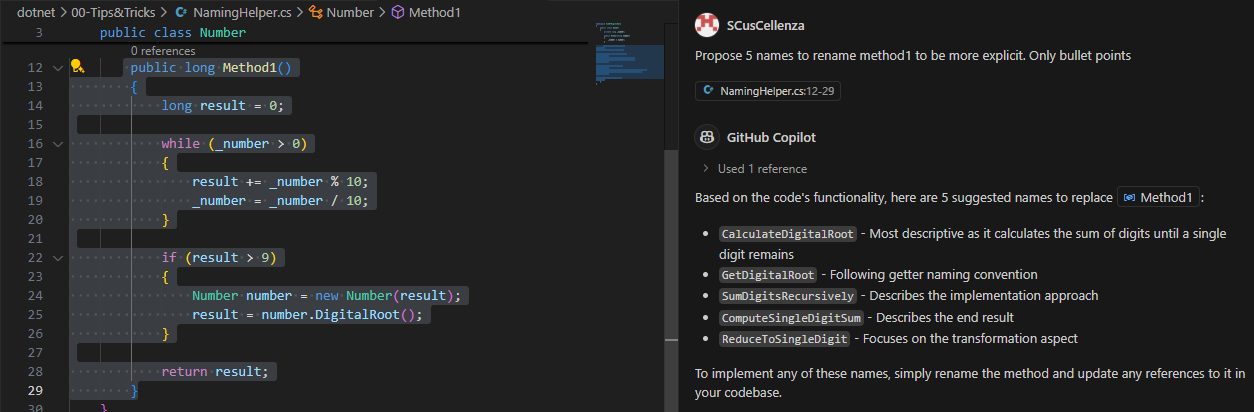 dotnet > 00-Tips&Tricks > NamingHelper.cs > Number > Method1
3 public class Number
0 references
12 public long Method1()
13 {
14 long result = 0;
15
16 while (_number > 0)
17 {
18 result += _number % 10;
19 _number = _number / 10;
20 }
21
22 if (result > 9)
23 {
24 Number number = new Number(result);
25 result = number.DigitalRoot();
26 }
27
28 return result;
29 }
30 }
SCusCellenza
Propose 5 names to rename method1 to be more explicit. Only bullet points
C# NamingHelper.cs:12-29
GitHub Copilot
> Used 1 reference
Based on the code's functionality, here are 5 suggested names to replace Method1 :
• CalculateDigitalRoot - Most descriptive as it calculates the sum of digits until a single
digit remains
• GetDigitalRoot - Following getter naming convention
• SumDigitsRecursively - Describes the implementation approach
• ComputeSingleDigitSum - Describes the end result
• ReduceToSingleDigit - Focuses on the transformation aspect
To implement any of these names, simply rename the method and update any references to it in
your codebase.